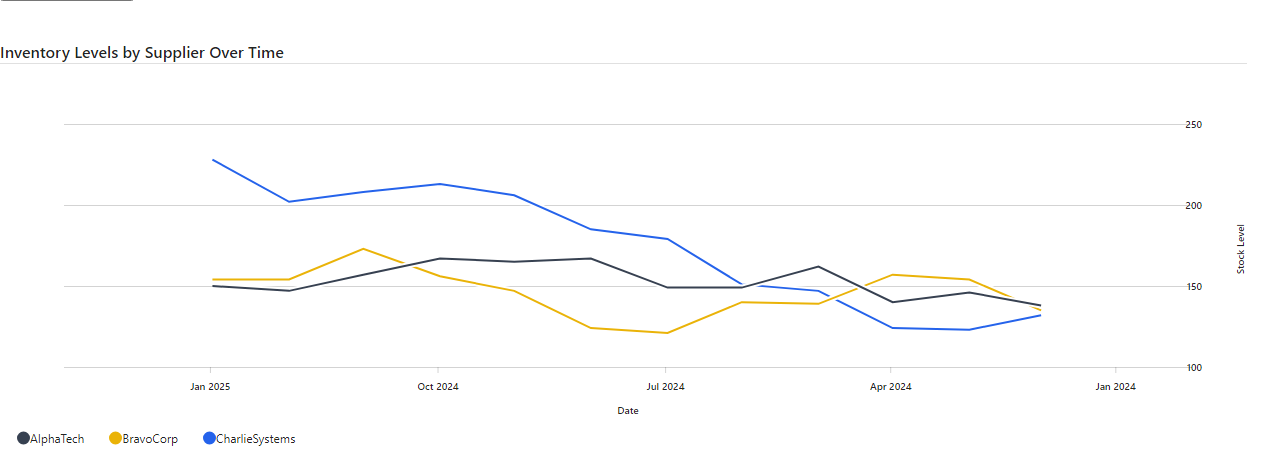 Inventory Levels by Supplier Over Time
250
200
150
100
Stock Level
Jan 2025 Oct 2024 Jul 2024 Apr 2024 Jan 2024
Date
AlphaTech BravoCorp CharlieSystems